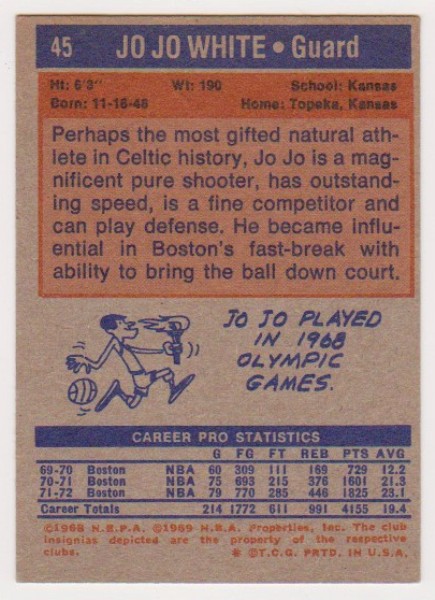 45 JO JO WHITE • Guard
Ht: 6'3" Wt: 190 School: Kansas
Born: 11-16-46 Home: Topeka, Kansas
Perhaps the most gifted natural ath-
lete in Celtic history, Jo Jo is a mag-
nificent pure shooter, has outstand-
ing speed, is a fine competitor and
can play defense. He became influ-
ential in Boston's fast-break with
ability to bring the ball down court.
JO JO PLAYED
IN 1968
OLYMPIC
GAMES.
CAREER PRO STATISTICS
G FG FT REB PTS AVG
69-70 Boston NBA 60 309 111 169 729 12.2
70-71 Boston NBA 75 693 215 376 1601 21.3
71-72 Boston NBA 79 770 285 446 1825 23.1
Career Totals 214 1772 611 991 4155 19.4
©1968 N.B.P.A. ©1969 N.B.A. Properties, Inc. The club
insignias depicted are the property of the respective
clubs. * ©T.C.G. PRTD. IN U.S.A.